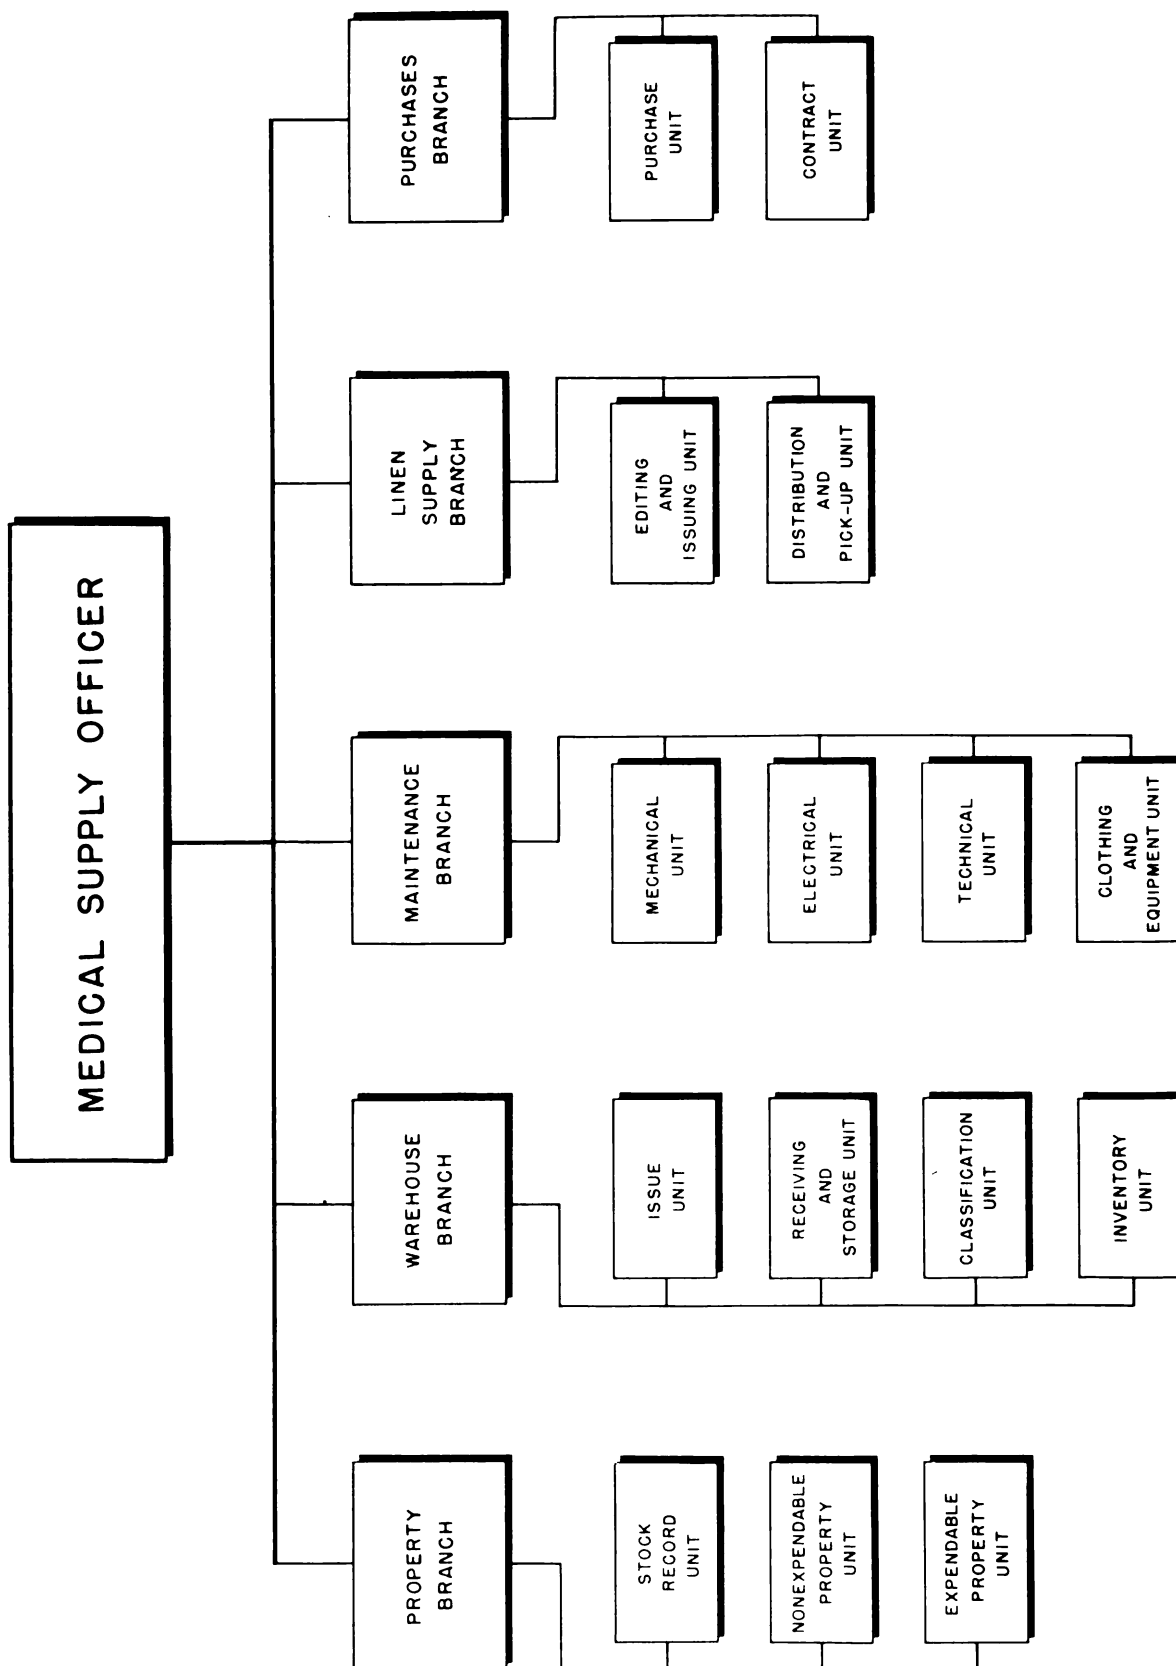 MEDICAL SUPPLY OFFICER
PROPERTY
BRANCH
STOCK
RECORD
UNIT
NONEXPENDABLE
PROPERTY
UNIT
EXPENDABLE
PROPERTY
UNIT
WAREHOUSE
BRANCH
ISSUE
UNIT
RECEIVING
AND
STORAGE UNIT
CLASSIFICATION
UNIT
INVENTORY
UNIT
MAINTENANCE
BRANCH
MECHANICAL
UNIT
ELECTRICAL
UNIT
TECHNICAL
UNIT
CLOTHING
AND
EQUIPMENT UNIT
LINEN
SUPPLY
BRANCH
EDITING
AND
ISSUING UNIT
DISTRIBUTION
AND
PICK-UP UNIT
PURCHASES
BRANCH
PURCHASE
UNIT
CONTRACT
UNIT